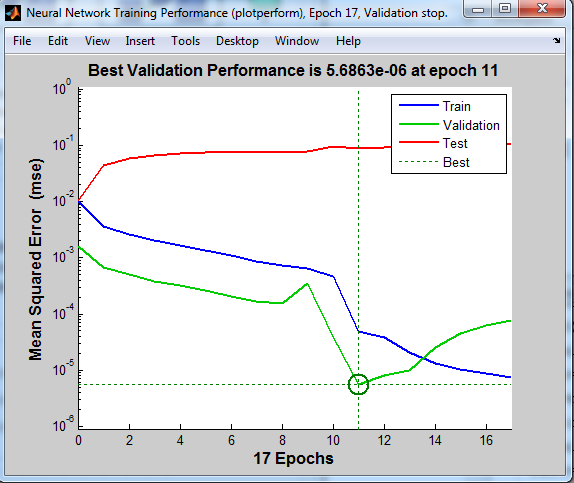 Neural Network Training Performance (plotperform), Epoch 17, Validation stop.
File Edit View Insert Tools Desktop Window Help
Best Validation Performance is 5.6863e-06 at epoch 11
Train
Validation
Test
Best
Mean Squared Error (mse)
10^0
10^-1
10^-2
10^-3
10^-4
10^-5
10^-6
0 2 4 6 8 10 12 14 16
17 Epochs